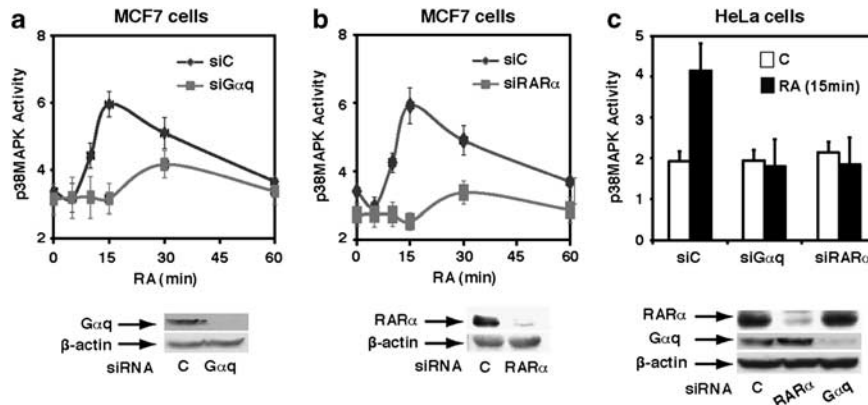 a
MCF7 cells
p38MAPK Activity
8
6
4
2
siC
siGαq
0 15 30 45 60
RA (min)
Gαq
β-actin
siRNA C Gαq
b
MCF7 cells
p38MAPK Activity
8
6
4
2
siC
siRARα
0 15 30 45 60
RA (min)
RARα
β-actin
siRNA C RARα
c
HeLa cells
p38MAPK Activity
5
4
3
2
1
0
C
RA (15min)
siC siGαq siRARα
RARα
Gαq
β-actin
siRNA C RARα Gαq